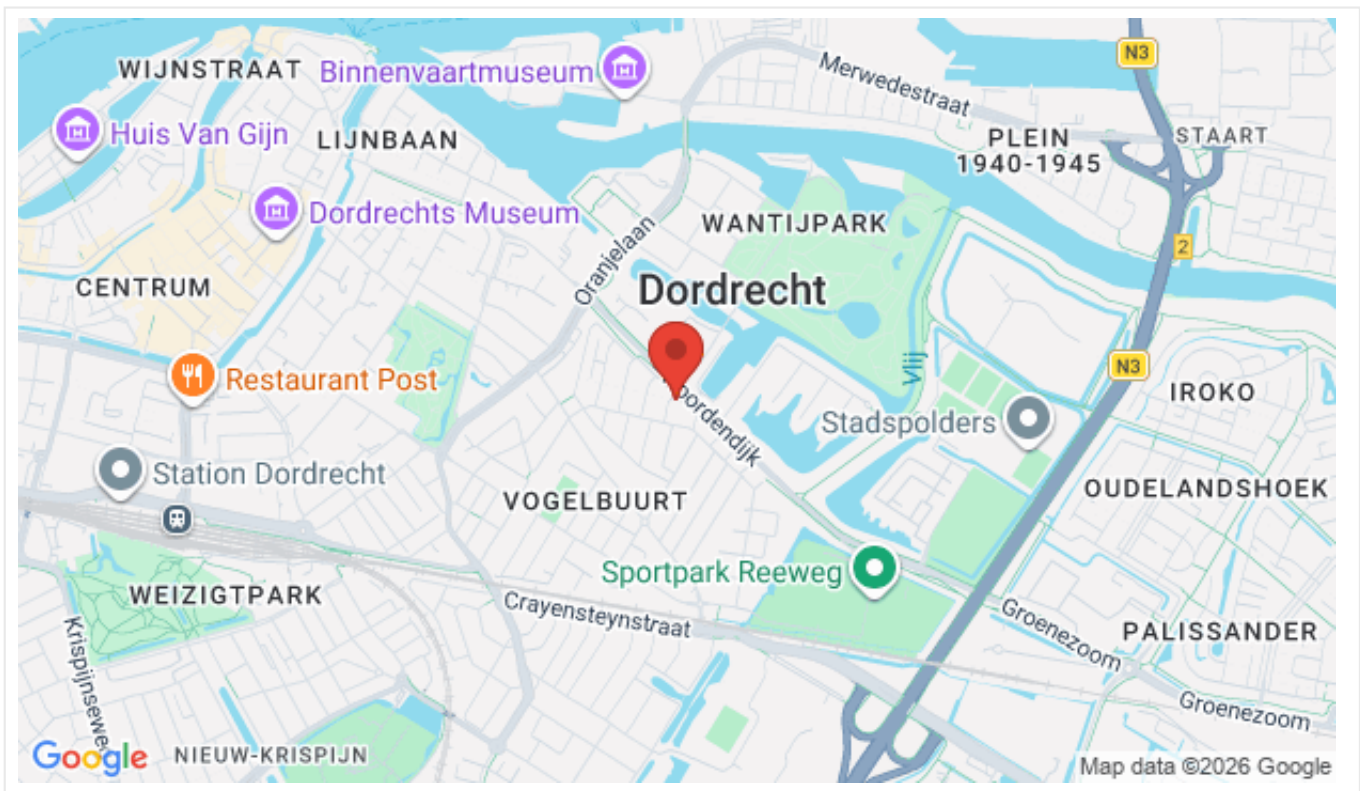 N3
WIJNSTRAAT
Binnenvaartmuseum
Merwedestraat
Huis Van Gijn
LIJNBAAN
PLEIN
1940-1945
STAART
Dordrechts Museum
WANTIJPARK
Oranjelaan
2
CENTRUM
Dordrecht
Vlij
N3
Restaurant Post
IROKO
Noordendijk
Stadspolders
Station Dordrecht
VOGELBUURT
OUDELANDSHOEK
Sportpark Reeweg
WEIZIGTPARK
Crayensteynstraat
Groenezoom
PALISSANDER
Krispijnsewe
Groenezoom
Google
NIEUW-KRISPIJN
Map data ©2026 Google